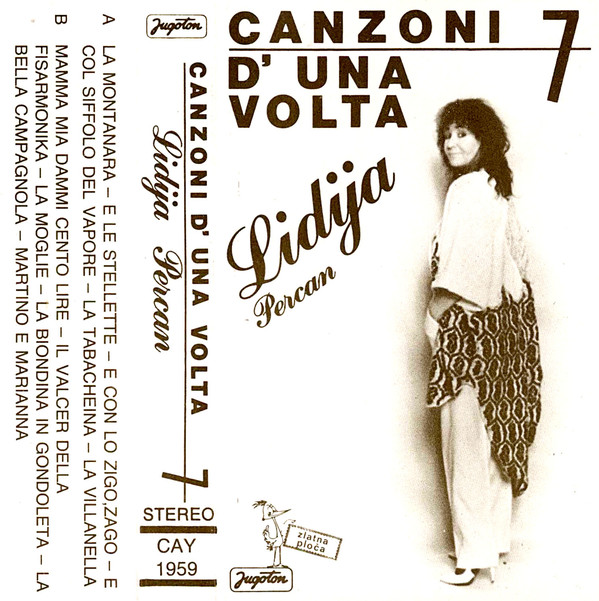 A LA MONTANARA – E LE STELLETTE – E CON LO ZIGO,ZAGO – E
COL SIFFOLO DEL VAPORE – LA TABACHEINA – LA VILLANELLA
B MAMMA MIA DAMMI CENTO LIRE – IL VALCER DELLA
FISARMONIKA – LA MOGLIE – LA BIONDINA IN GONDOLETA – LA
BELLA CAMPAGNOLA – MARTINO E MARIANNA
Jugoton
CANZONI D' UNA VOLTA
Lidija Percan
7
STEREO
CAY
1959
CANZONI
D' UNA
VOLTA
7
Lidija
Percan
zlatna
ploča
Jugoton